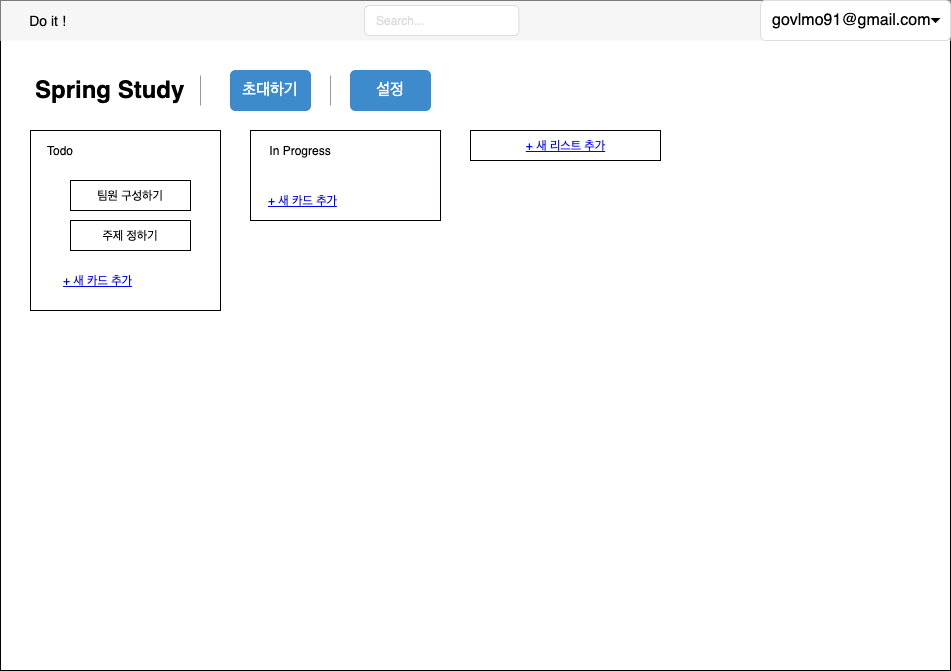 Do it !
Search...
govlmo91@gmail.com
Spring Study
초대하기
설정
Todo
팀원 구성하기
주제 정하기
+ 새 카드 추가
In Progress
+ 새 카드 추가
+ 새 리스트 추가